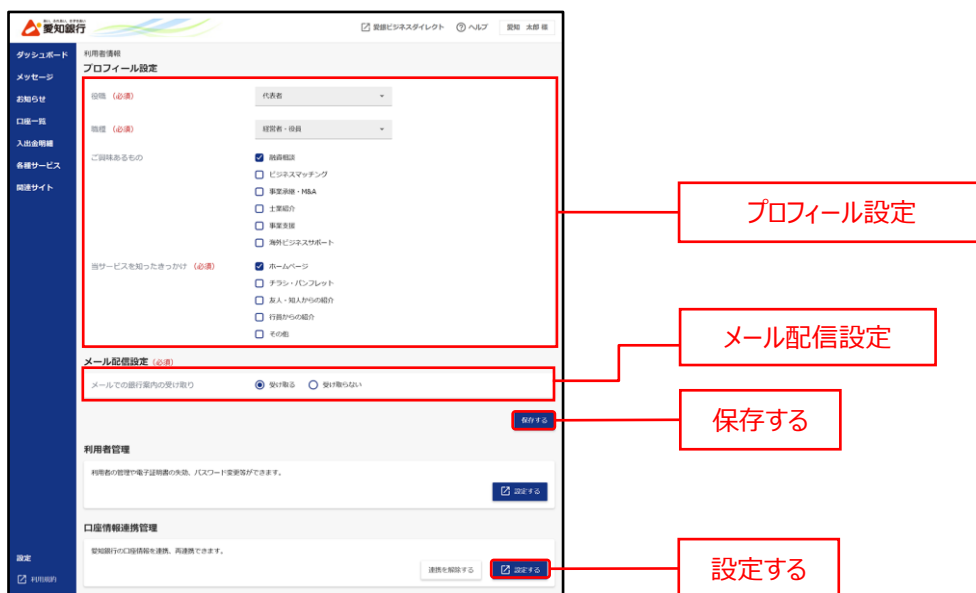 愛知銀行
愛銀ビジネスダイレクト ヘルプ 愛知 太郎 様
ダッシュボード
メッセージ
お知らせ
口座一覧
入出金明細
各種サービス
関連サイト
利用者情報
プロフィール設定
役職 (必須) 代表者
職種 (必須) 経営者・役員
ご興味あるもの 融資相談
ビジネスマッチング
事業承継・M&A
士業紹介
事業支援
海外ビジネスサポート
当サービスを知ったきっかけ (必須) ホームページ
チラシ・パンフレット
友人・知人からの紹介
行員からの紹介
その他
プロフィール設定
メール配信設定 (必須)
メールでの銀行案内の受け取り 受け取る 受け取らない
メール配信設定
保存する
保存する
利用者管理
利用者の管理や電子証明書の失効、パスワード変更等ができます。
設定する
口座情報連携管理
愛知銀行の口座情報を連携、再連携できます。
連携を解除する 設定する
設定する
設定
利用規約